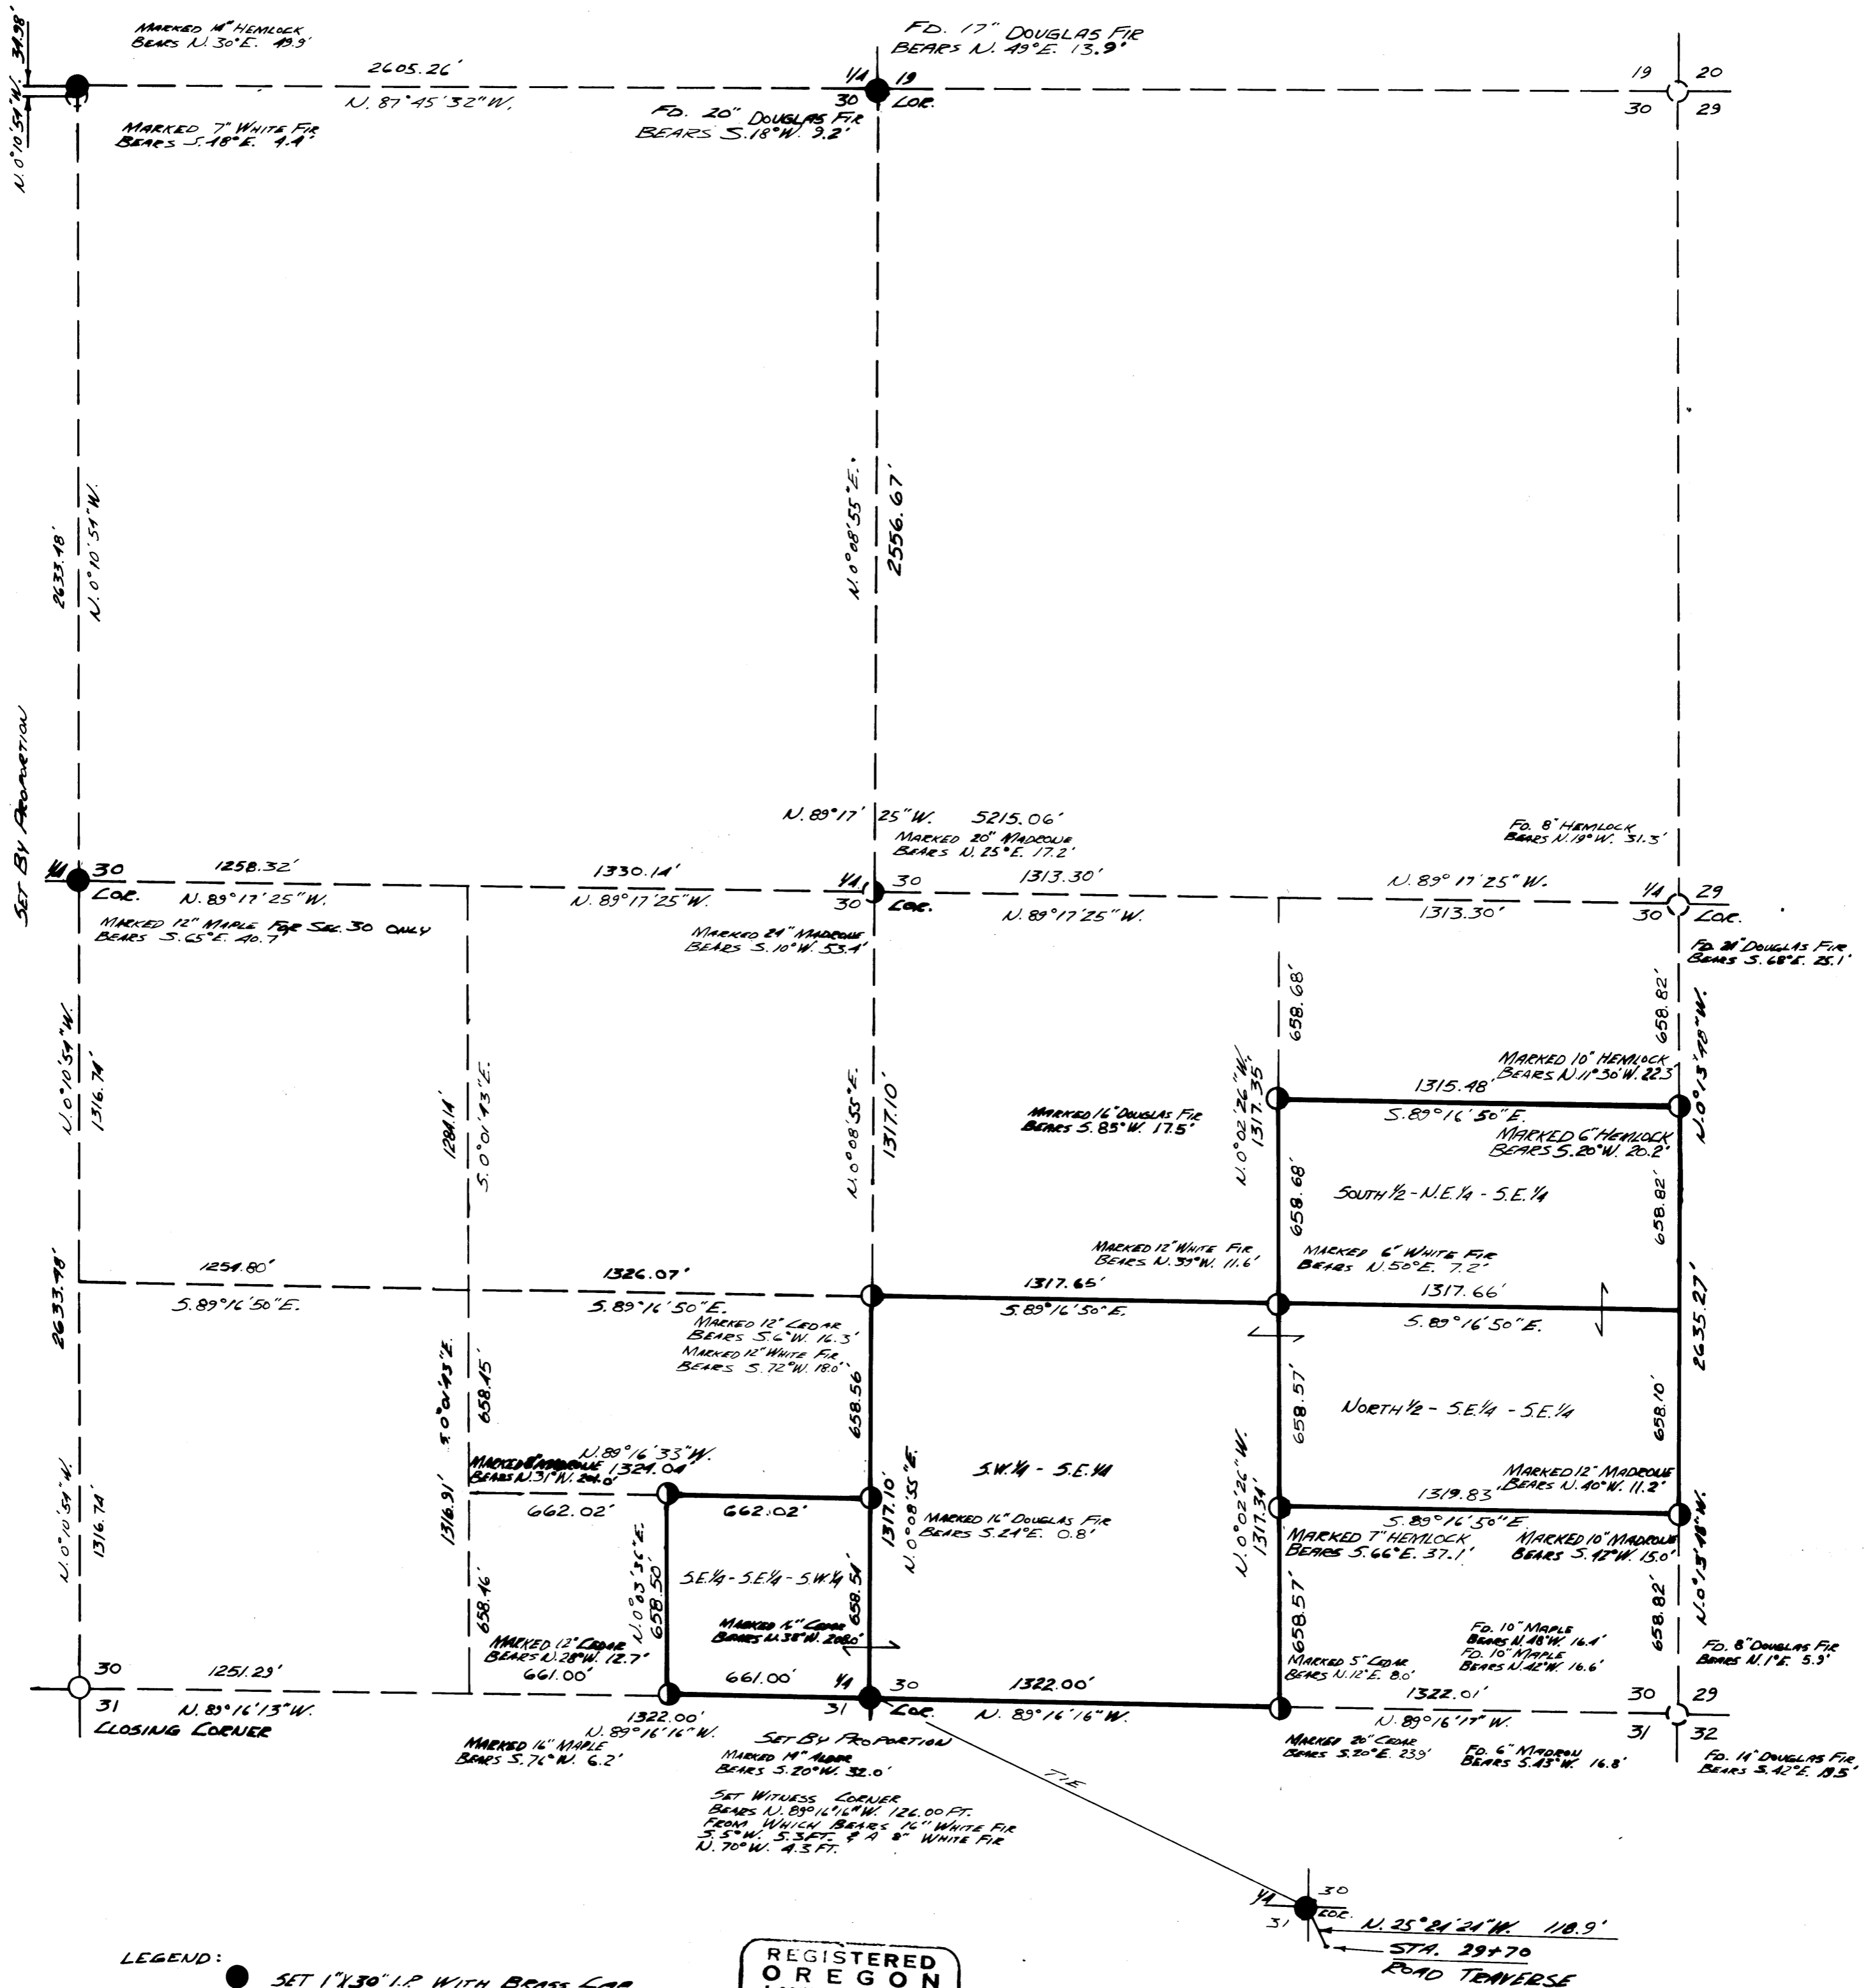 MARKED 14" HEMLOCK
BEARS N. 30°E. 49.9'
FD. 17" DOUGLAS FIR
BEARS N. 49°E. 13.9'
N. 0°10'54"W. 34.98'
2605.26'
N. 87°45'32"W.
1/4 19
30 COR.
19 20
30 29
MARKED 7" WHITE FIR
BEARS S. 48°E. 4.4'
FD. 20" DOUGLAS FIR
BEARS S. 18°W. 9.2'
2633.48'
N. 0°10'54"W.
N. 0°08'55"E.
2556.67'
SET BY PROPORTION
N. 89°17'25"W. 5215.06'
MARKED 20" MADRONE
BEARS N. 25°E. 17.2'
FD. 8" HEMLOCK
BEARS N. 19°W. 31.3'
1/4 30
COR.
1258.32'
N. 89°17'25"W.
1330.14'
N. 89°17'25"W.
1/4 30
30 COR.
1313.30'
N. 89°17'25"W.
N. 89°17'25"W.
1313.30'
1/4 29
30 COR.
MARKED 12" MAPLE FOR SEC. 30 ONLY
BEARS S. 65°E. 40.7'
MARKED 24" MADRONE
BEARS S. 10°W. 53.4'
DOUGLAS FIR
BEARS S. 68°E. 25.1'
N. 0°10'54"W.
1316.74'
1284.14'
S. 0°01'43"E.
N. 0°08'55"E.
1317.10'
N. 0°02'26"W.
1317.35'
658.68'
658.82'
N. 0°13'48"W.
MARKED 10" HEMLOCK
BEARS N. 11°30'W. 22.3'
MARKED 16" DOUGLAS FIR
BEARS S. 85°W. 17.5'
1315.48'
S. 89°16'50"E.
MARKED 6" HEMLOCK
BEARS S. 20°W. 20.2'
658.68'
SOUTH 1/2 - N.E. 1/4 - S.E. 1/4
658.82'
MARKED 12" WHITE FIR
BEARS N. 39°W. 11.6'
MARKED 6" WHITE FIR
BEARS N. 50°E. 7.2'
2633.48'
1254.80'
S. 89°16'50"E.
1326.07'
S. 89°16'50"E.
1317.65'
S. 89°16'50"E.
1317.66'
S. 89°16'50"E.
2635.27'
MARKED 12" CEDAR
BEARS S. 6°W. 16.3'
MARKED 12" WHITE FIR
BEARS S. 72°W. 18.0'
S. 0°01'43"E.
1316.91'
658.45'
658.56
658.57'
NORTH 1/2 - S.E. 1/4 - S.E. 1/4
658.10'
N. 89°16'33"W.
1324.04'
BEARS N. 31°W.
662.02'
662.02'
S.W. 1/4 - S.E. 1/4
1317.10'
N. 0°08'55"E.
MARKED 16" DOUGLAS FIR
BEARS S. 24°E. 0.8'
N. 0°02'26"W.
1317.34'
MARKED 12" MADRONE
BEARS N. 40°W. 11.2'
1319.83'
S. 89°16'50"E.
MARKED 7" HEMLOCK
BEARS S. 66°E. 37.1'
MARKED 10" MADRONE
BEARS S. 42°W. 15.0'
N. 0°13'48"W.
N. 0°10'54"W.
1316.74'
658.46'
N. 0°03'36"E.
658.50'
S.E. 1/4 - S.E. 1/4 - S.W. 1/4
658.54'
658.57'
658.82'
MARKED 12" CEDAR
BEARS N. 28°W. 12.7'
CEDAR
BEARS N. 38°W.
MARKED 5" CEDAR
BEARS N. 12°E. 8.0'
FD. 10" MAPLE
BEARS N. 48°W. 16.4'
FD. 10" MAPLE
BEARS N. 42°W. 16.6'
FD. 8" DOUGLAS FIR
BEARS N. 1°E. 5.9'
30
31
CLOSING CORNER
1251.29'
N. 89°16'13"W.
661.00'
661.00'
1322.00'
N. 89°16'16"W.
1/4 30
31 COR.
1322.00'
N. 89°16'16"W.
1322.01'
N. 89°16'17"W.
30 29
31 32
MARKED 16" MAPLE
BEARS S. 76°W. 6.2'
SET BY PROPORTION
MARKED 14" ALDER
BEARS S. 20°W. 32.0'
MARKED 20" CEDAR
BEARS S. 20°E. 23.9'
FD. 6" MADRON
BEARS S. 43°W. 16.8'
FD. 14" DOUGLAS FIR
BEARS S. 42°E. 19.5'
SET WITNESS CORNER
BEARS N. 89°16'16"W. 126.00 FT.
FROM WHICH BEARS 16" WHITE FIR
S. 5°W. 5.3 FT. & A 8" WHITE FIR
N. 70°W. 4.3 FT.
TIE
1/4 30
31 COR.
N. 25°21'21"W. 118.9'
STA. 29+70
ROAD TRAVERSE
LEGEND:
SET 1"X30" I.P. WITH BRASS CAP
REGISTERED
OREGON